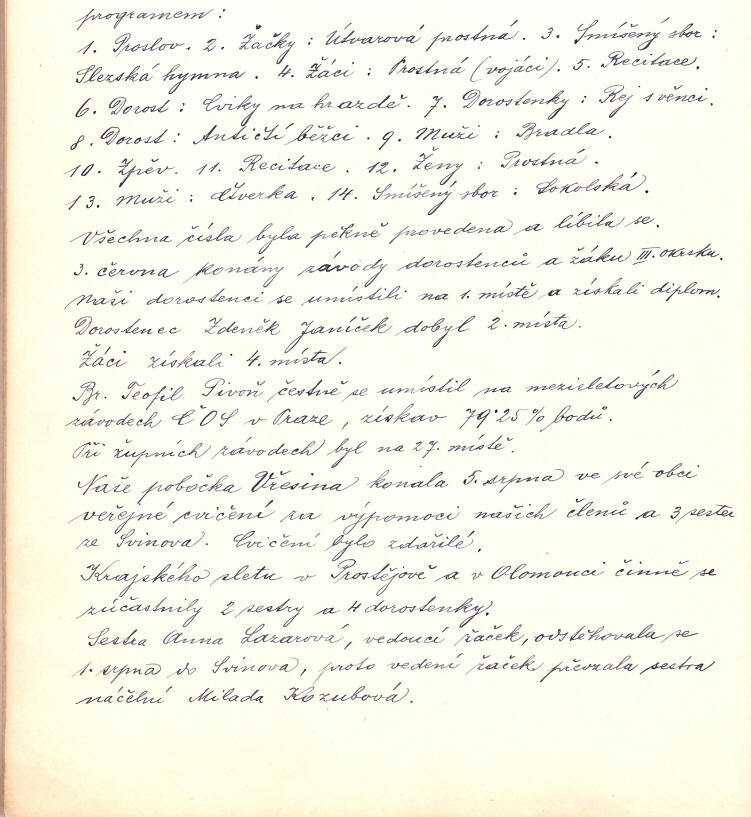 programem :
1. Proslov. 2. Žačky : Útvarová prostná. 3. Smíšený sbor :
Slezská hymna. 4. Žáci : Prostná (vojáci). 5. Recitace.
6. Dorost : Cviky na hrazdě. 7. Dorostenky : Rej s věnci.
8. Dorost : Antičtí běžci. 9. Muži : Bradla.
10. Zpěv. 11. Recitace. 12. Ženy : Prostná.
13. Muži : Čtverka. 14. Smíšený sbor : Sokolská.
Všechna čísla byla pěkně provedena a líbila se.
3. června konány závody dorostenců a žáků III. okrsku.
Naši dorostenci se umístili na 1. místě a získali diplom.
Dorostenec Zdeněk Janíček dobyl 2. místa.
Žáci získali 4. místa.
Br. Teofil Pivoň čestně se umístil na mezisletových
závodech ČOS v Praze, získav 79·25% bodů.
Při župních závodech byl na 27. místě.
Naše pobočka Vřesina konala 5. srpna ve své obci
veřejné cvičení za výpomoci našich členů a 3 sester
ze Svinova. Cvičení bylo zdařilé.
Krajského sletu v Prostějově a v Olomouci činně se
zúčastnily 2 sestry a 4 dorostenky.
Sestra Anna Lazarová, vedoucí žaček, odstěhovala se
1. srpna do Svinova, proto vedení žaček převzala sestra
náčelní Milada Kozubová.